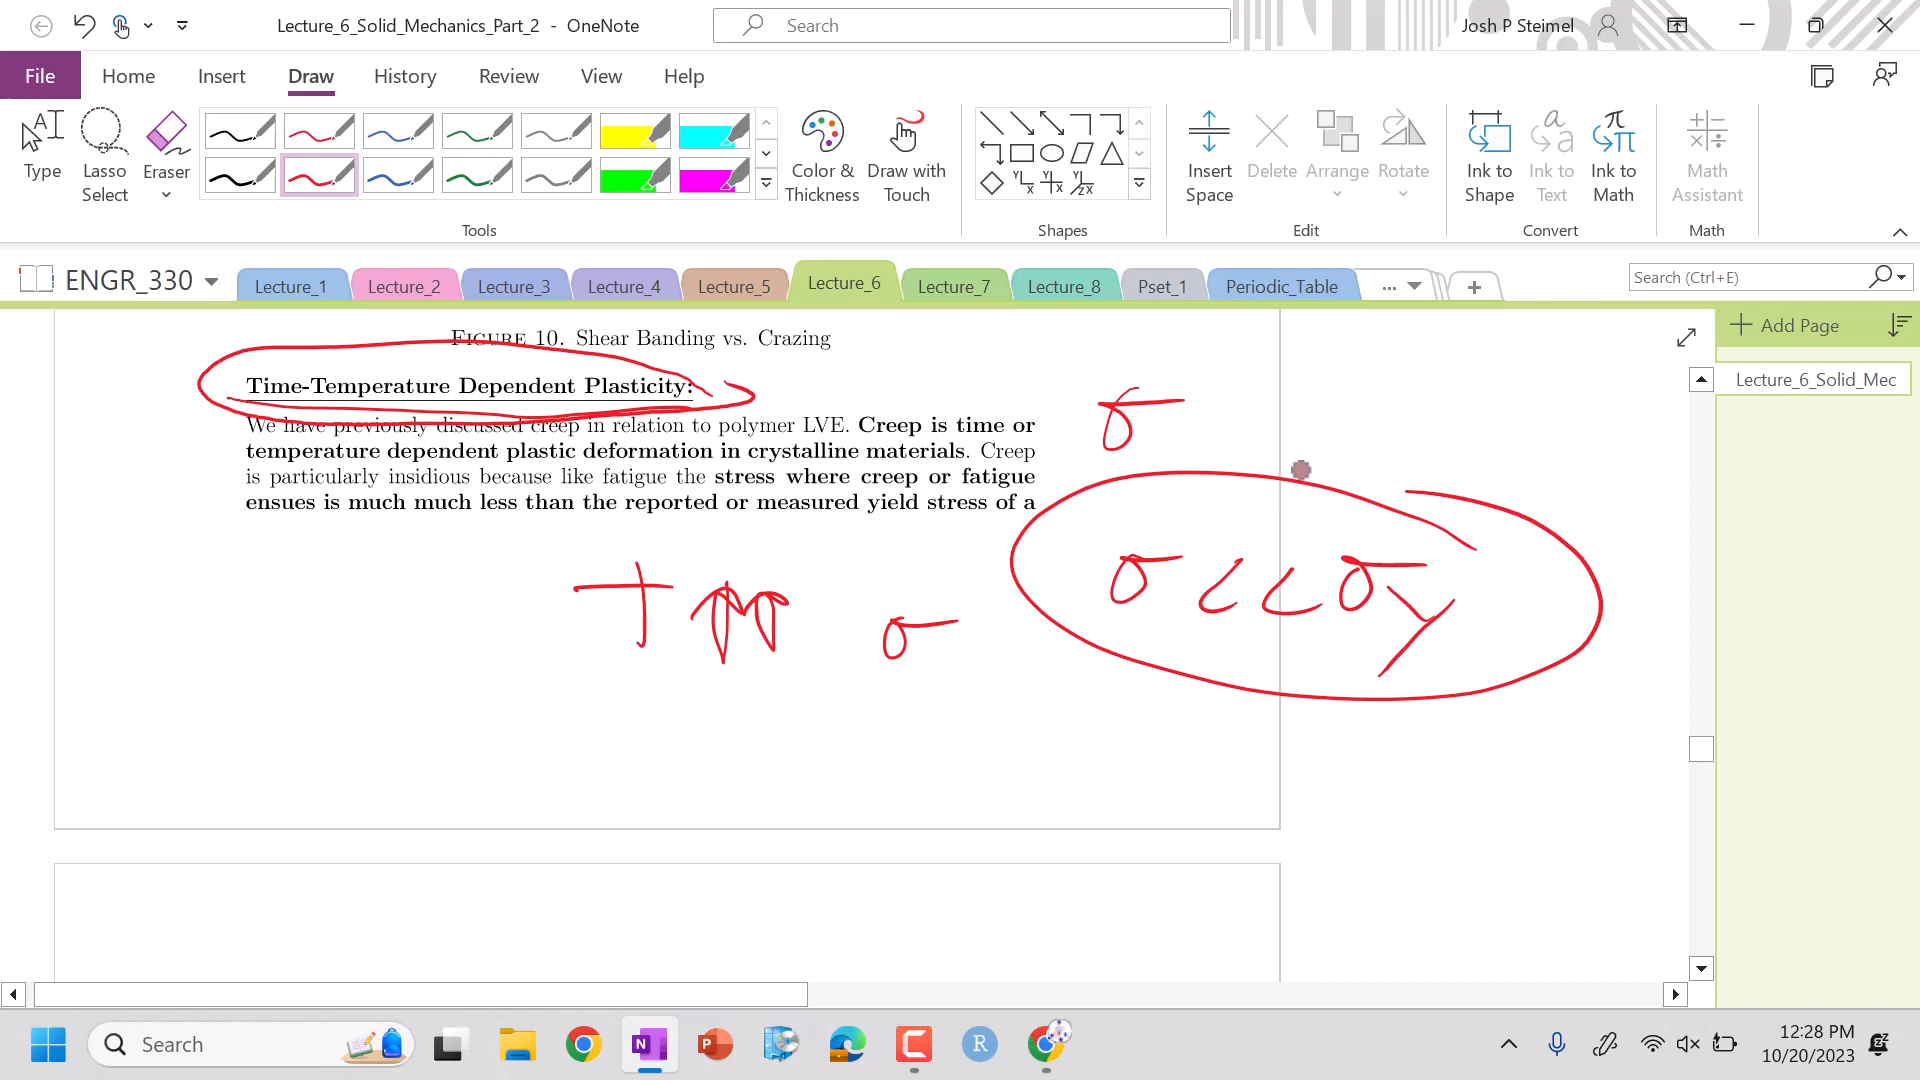 Lecture_6_Solid_Mechanics_Part_2 - OneNote
Search
Josh P Steimel
File Home Insert Draw History Review View Help
Type
Lasso Select
Eraser
Color & Thickness
Draw with Touch
Insert Space
Delete
Arrange
Rotate
Ink to Shape
Ink to Text
Ink to Math
Math Assistant
Tools
Shapes
Edit
Convert
Math
ENGR_330
Lecture_1 Lecture_2 Lecture_3 Lecture_4 Lecture_5 Lecture_6 Lecture_7 Lecture_8 Pset_1 Periodic_Table ...
Search (Ctrl+E)
Add Page
Lecture_6_Solid_Mec
FIGURE 10. Shear Banding vs. Crazing
Time-Temperature Dependent Plasticity:
We have previously discussed creep in relation to polymer LVE. Creep is time or
temperature dependent plastic deformation in crystalline materials. Creep
is particularly insidious because like fatigue the stress where creep or fatigue
ensues is much much less than the reported or measured yield stress of a
σ
σ << σy
T ↑↑ σ
Search
12:28 PM
10/20/2023